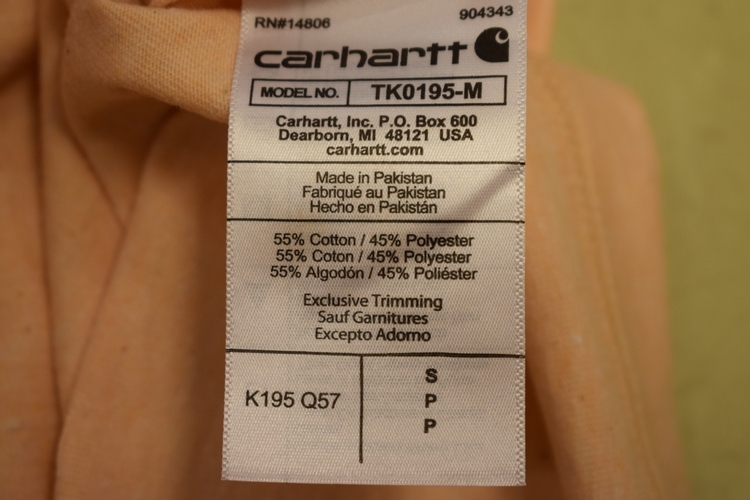 RN#14806 904343
carhartt
MODEL NO. TK0195-M
Carhartt, Inc. P.O. Box 600
Dearborn, MI 48121 USA
carhartt.com
Made in Pakistan
Fabriqué au Pakistan
Hecho en Pakistán
55% Cotton / 45% Polyester
55% Coton / 45% Polyester
55% Algodón / 45% Poliéster
Exclusive Trimming
Sauf Garnitures
Excepto Adorno
K195 Q57
S
P
P